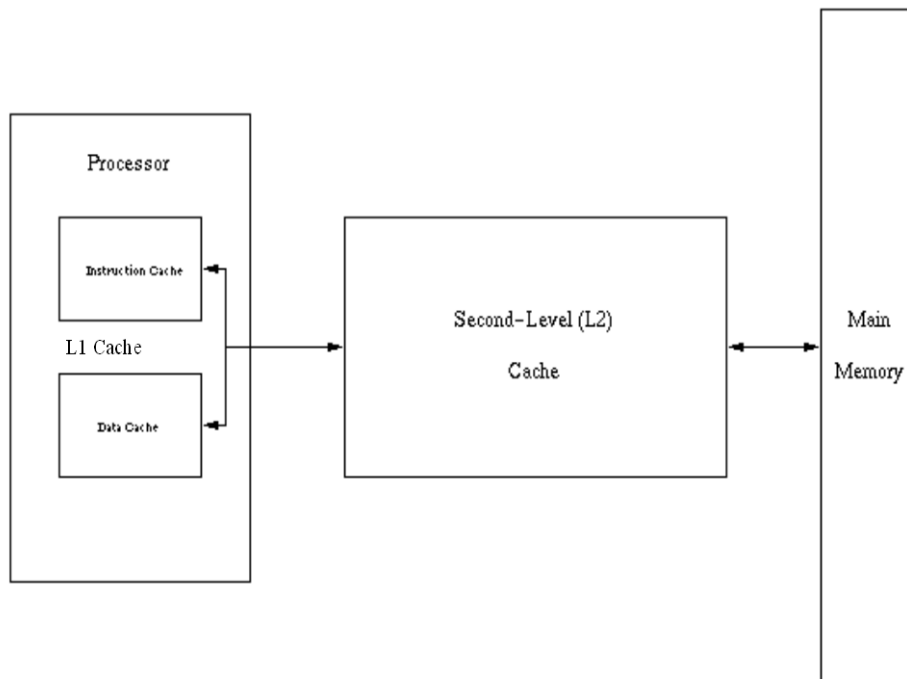 Processor
Instruction Cache
L1 Cache
Data Cache
Second-Level (L2)
Cache
Main
Memory